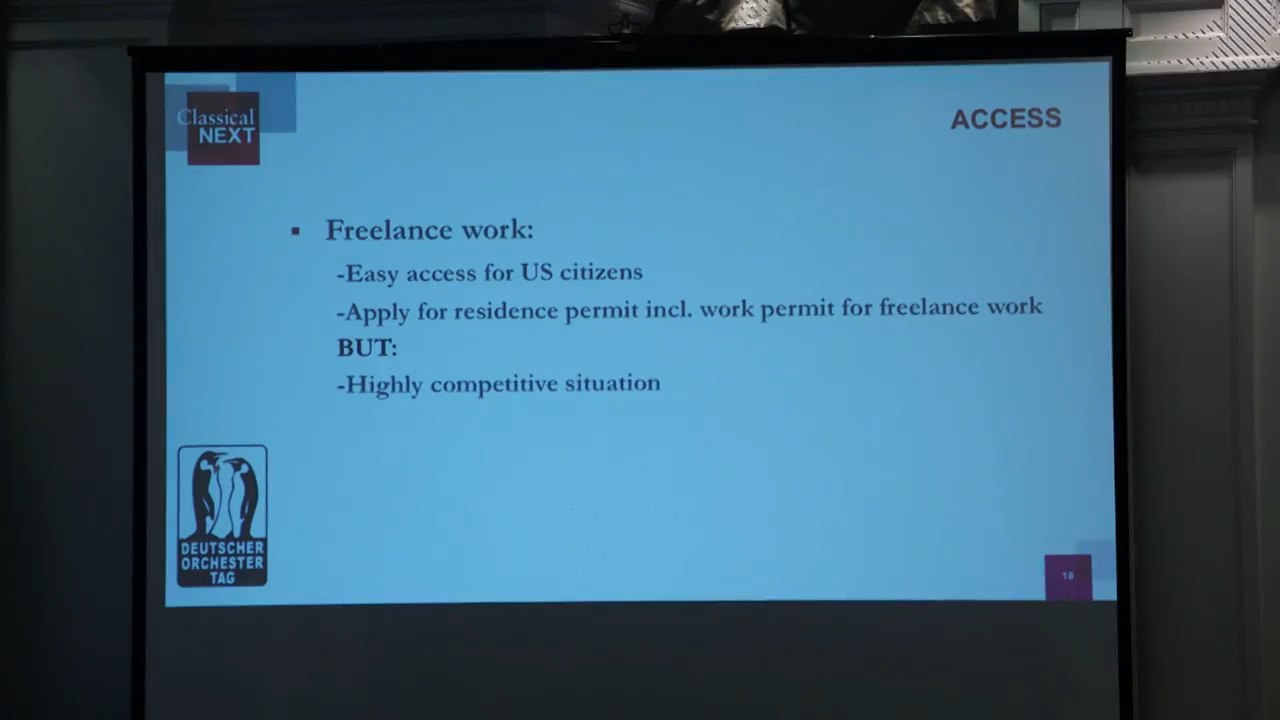 Classical
NEXT
ACCESS
▪ Freelance work:
-Easy access for US citizens
-Apply for residence permit incl. work permit for freelance work
BUT:
-Highly competitive situation
DEUTSCHER
ORCHESTER
TAG
18